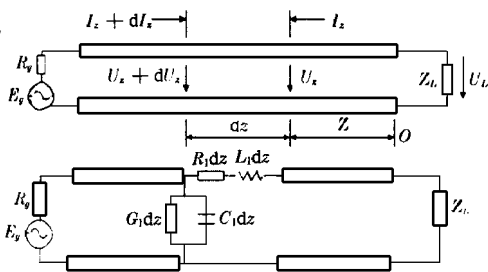 I_z + dI_z
I_z
R_g
U_z + dU_z
U_z
Z_L
U_L
E_g
dz
Z
O
R_1dz
L_1dz
R_g
G_1dz
C_1dz
Z_L
E_g